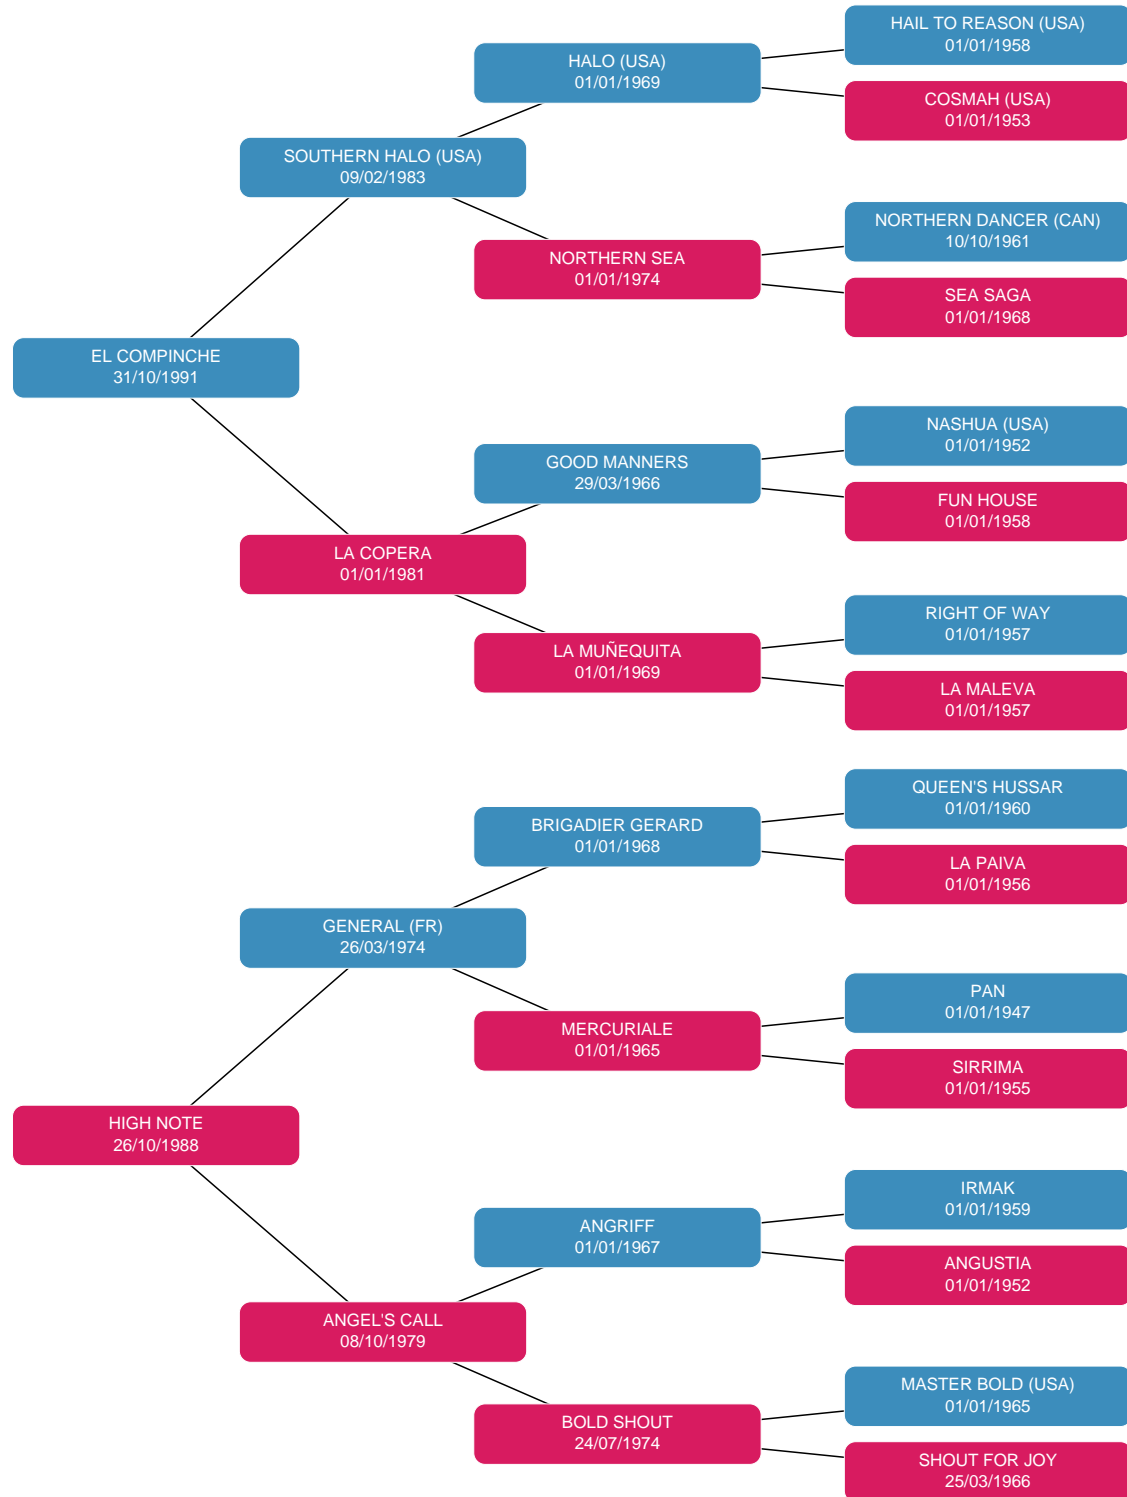 HAIL TO REASON (USA)
01/01/1958
HALO (USA)
01/01/1969
COSMAH (USA)
01/01/1953
SOUTHERN HALO (USA)
09/02/1983
NORTHERN DANCER (CAN)
10/10/1961
NORTHERN SEA
01/01/1974
SEA SAGA
01/01/1968
EL COMPINCHE
31/10/1991
NASHUA (USA)
01/01/1952
GOOD MANNERS
29/03/1966
FUN HOUSE
01/01/1958
LA COPERA
01/01/1981
RIGHT OF WAY
01/01/1957
LA MUÑEQUITA
01/01/1969
LA MALEVA
01/01/1957
QUEEN'S HUSSAR
01/01/1960
BRIGADIER GERARD
01/01/1968
LA PAIVA
01/01/1956
GENERAL (FR)
26/03/1974
PAN
01/01/1947
MERCURIALE
01/01/1965
SIRRIMA
01/01/1955
HIGH NOTE
26/10/1988
IRMAK
01/01/1959
ANGRIFF
01/01/1967
ANGUSTIA
01/01/1952
ANGEL'S CALL
08/10/1979
MASTER BOLD (USA)
01/01/1965
BOLD SHOUT
24/07/1974
SHOUT FOR JOY
25/03/1966